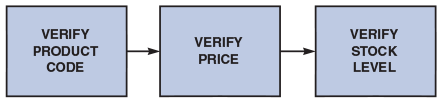 VERIFY
PRODUCT
CODE
VERIFY
PRICE
VERIFY
STOCK
LEVEL